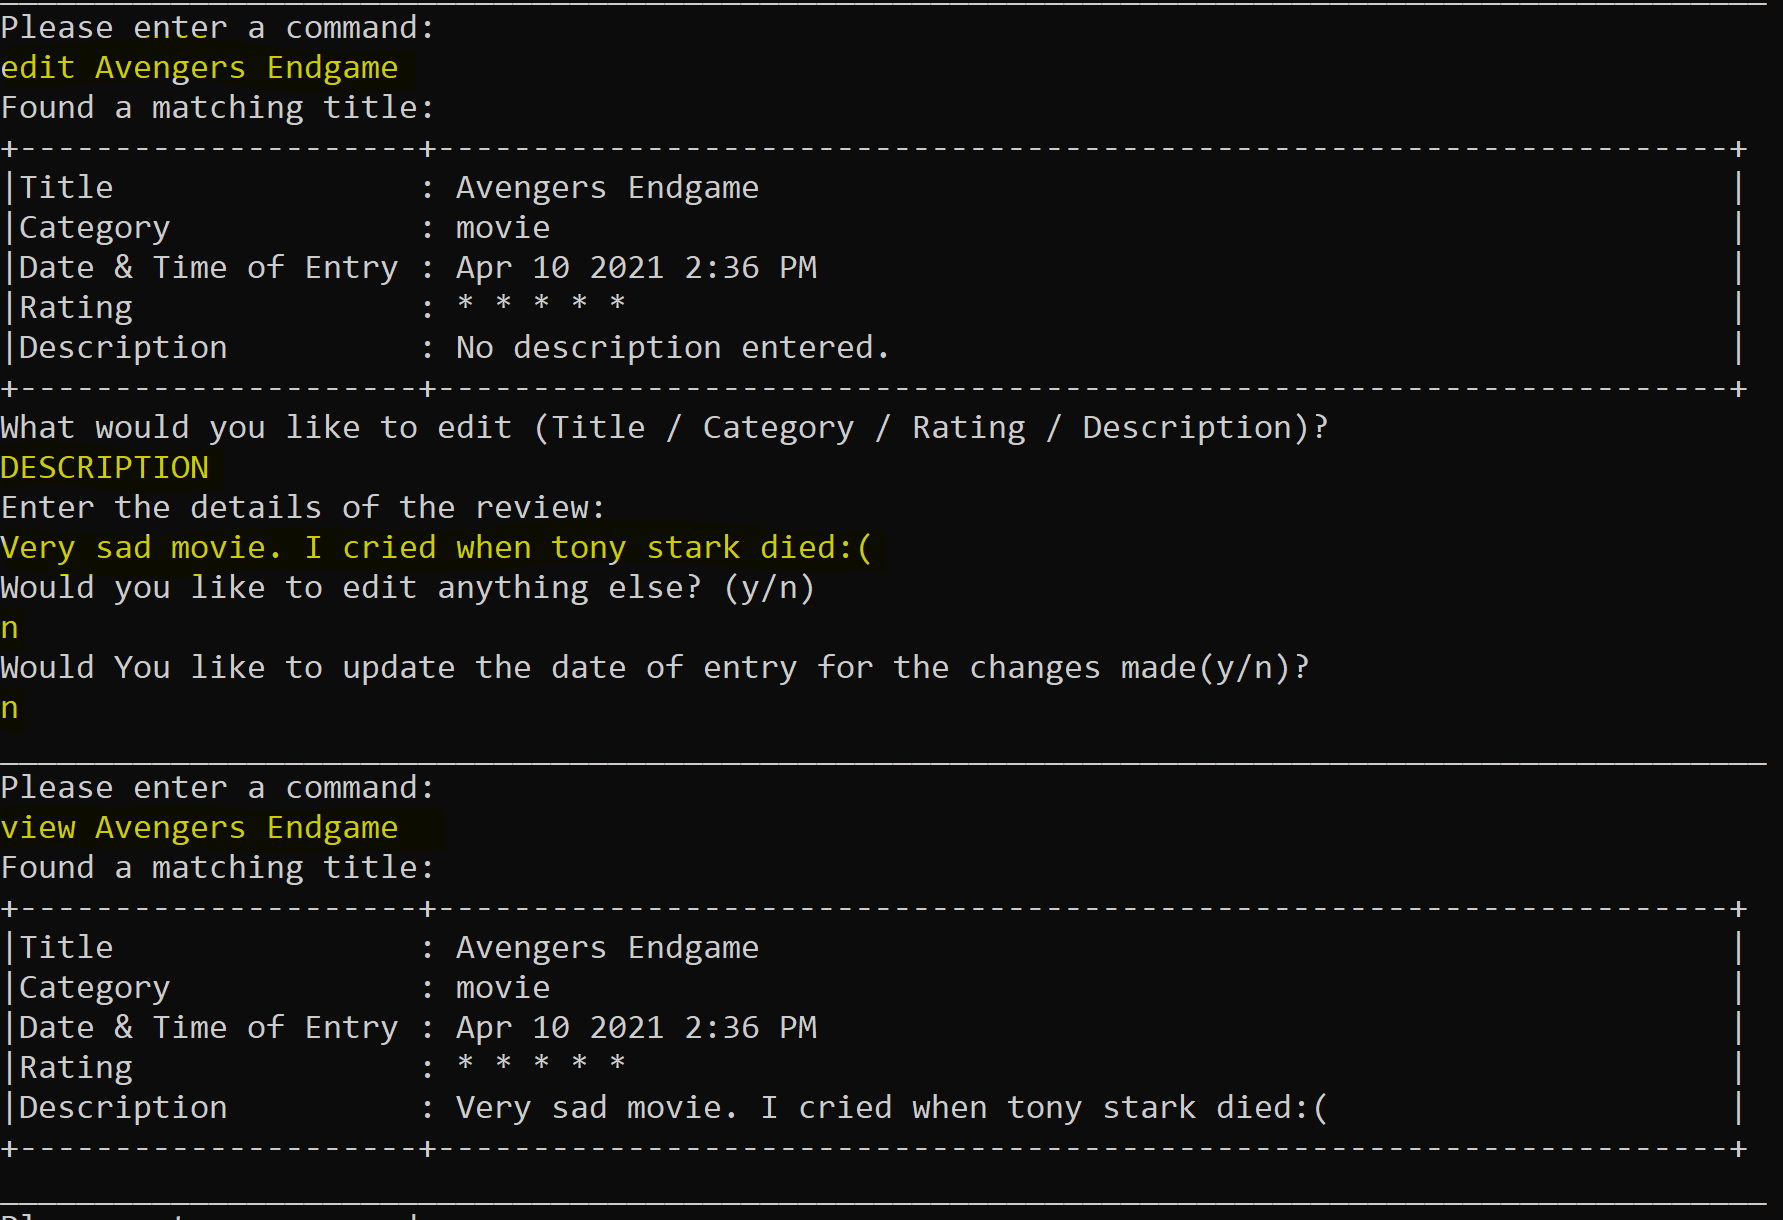 Please enter a command:
edit Avengers Endgame
Found a matching title:
+---------------------+--------------------------------------------------------------------+
|Title                : Avengers Endgame                                                   |
|Category             : movie                                                              |
|Date & Time of Entry : Apr 10 2021 2:36 PM                                                |
|Rating               : * * * * *                                                          |
|Description          : No description entered.                                            |
+---------------------+--------------------------------------------------------------------+
What would you like to edit (Title / Category / Rating / Description)?
DESCRIPTION
Enter the details of the review:
Very sad movie. I cried when tony stark died:(
Would you like to edit anything else? (y/n)
n
Would You like to update the date of entry for the changes made(y/n)?
n
_____________________________________________________________________________________________
Please enter a command:
view Avengers Endgame
Found a matching title:
+---------------------+--------------------------------------------------------------------+
|Title                : Avengers Endgame                                                   |
|Category             : movie                                                              |
|Date & Time of Entry : Apr 10 2021 2:36 PM                                                |
|Rating               : * * * * *                                                          |
|Description          : Very sad movie. I cried when tony stark died:(                     |
+---------------------+--------------------------------------------------------------------+
_____________________________________________________________________________________________